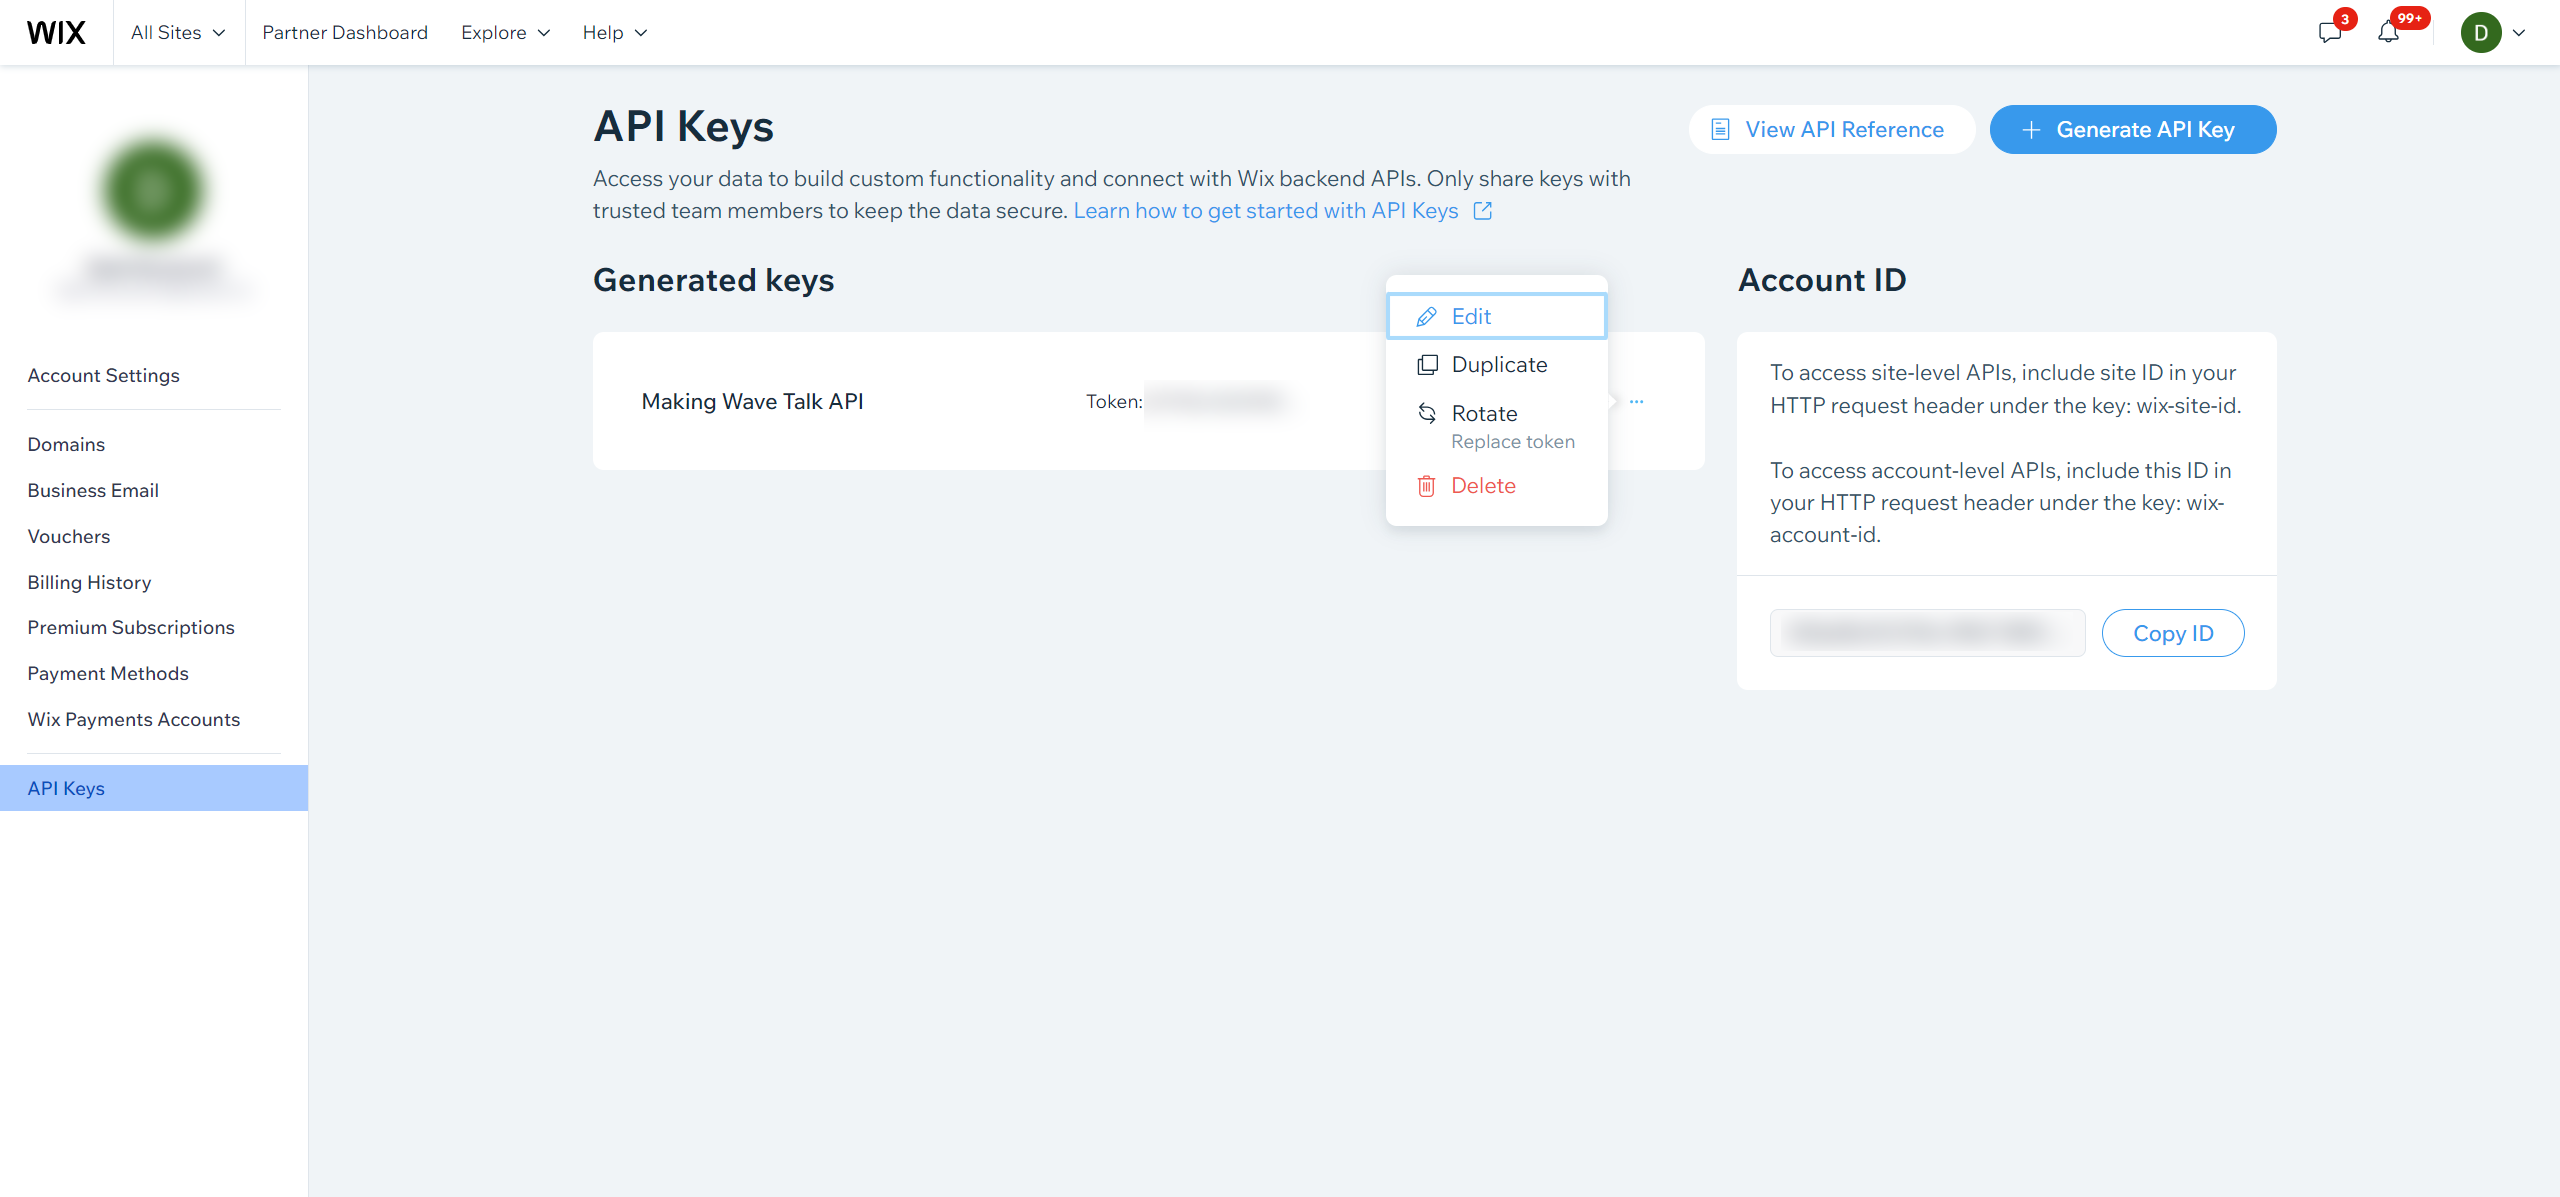 WIX
All Sites
Partner Dashboard
Explore
Help
3
99+
D
API Keys
View API Reference
Generate API Key
Access your data to build custom functionality and connect with Wix backend APIs. Only share keys with
trusted team members to keep the data secure. Learn how to get started with API Keys
Account Settings
Domains
Business Email
Vouchers
Billing History
Premium Subscriptions
Payment Methods
Wix Payments Accounts
API Keys
Generated keys
Making Wave Talk API
Token:
...
Edit
Duplicate
Rotate
Replace token
Delete
Account ID
To access site-level APIs, include site ID in your
HTTP request header under the key: wix-site-id.
To access account-level APIs, include this ID in
your HTTP request header under the key: wix-
account-id.
Copy ID